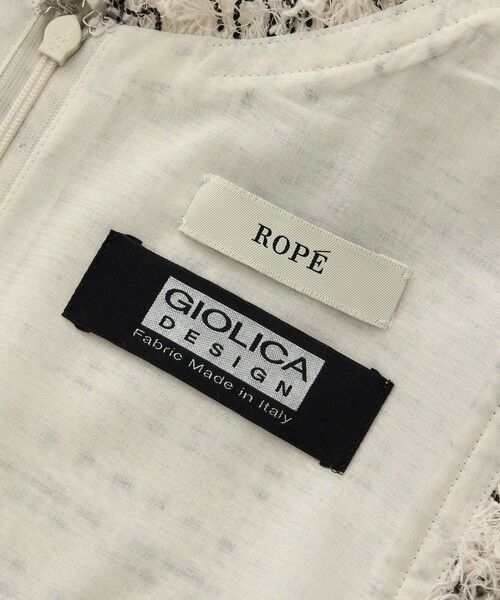 ROPÉ
GIOLICA
DESIGN
Fabric Made in Italy